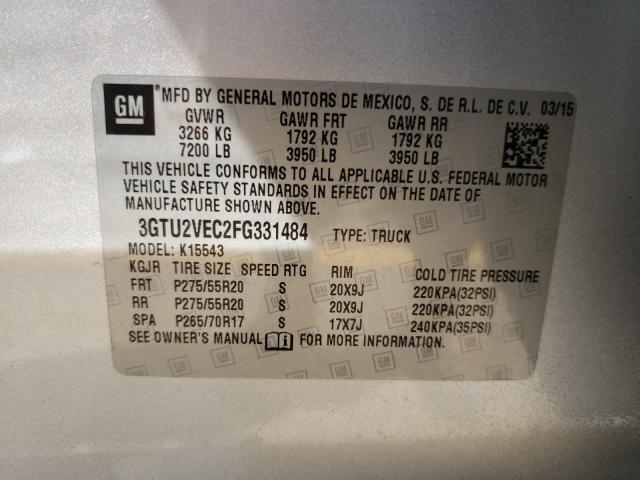 GM *MFD BY GENERAL MOTORS DE MEXICO, S. DE R.L. DE C.V. 03/15
GVWR GAWR FRT GAWR RR
3266 KG 1792 KG 1792 KG
7200 LB 3950 LB 3950 LB
THIS VEHICLE CONFORMS TO ALL APPLICABLE U.S. FEDERAL MOTOR
VEHICLE SAFETY STANDARDS IN EFFECT ON THE DATE OF
MANUFACTURE SHOWN ABOVE.
3GTU2VEC2FG331484 TYPE: TRUCK
MODEL: K15543
KGJR TIRE SIZE SPEED RTG RIM COLD TIRE PRESSURE
FRT P275/55R20 S 20X9J 220KPA(32PSI)
RR P275/55R20 S 20X9J 220KPA(32PSI)
SPA P265/70R17 S 17X7J 240KPA(35PSI)
SEE OWNER'S MANUAL i FOR MORE INFORMATION.